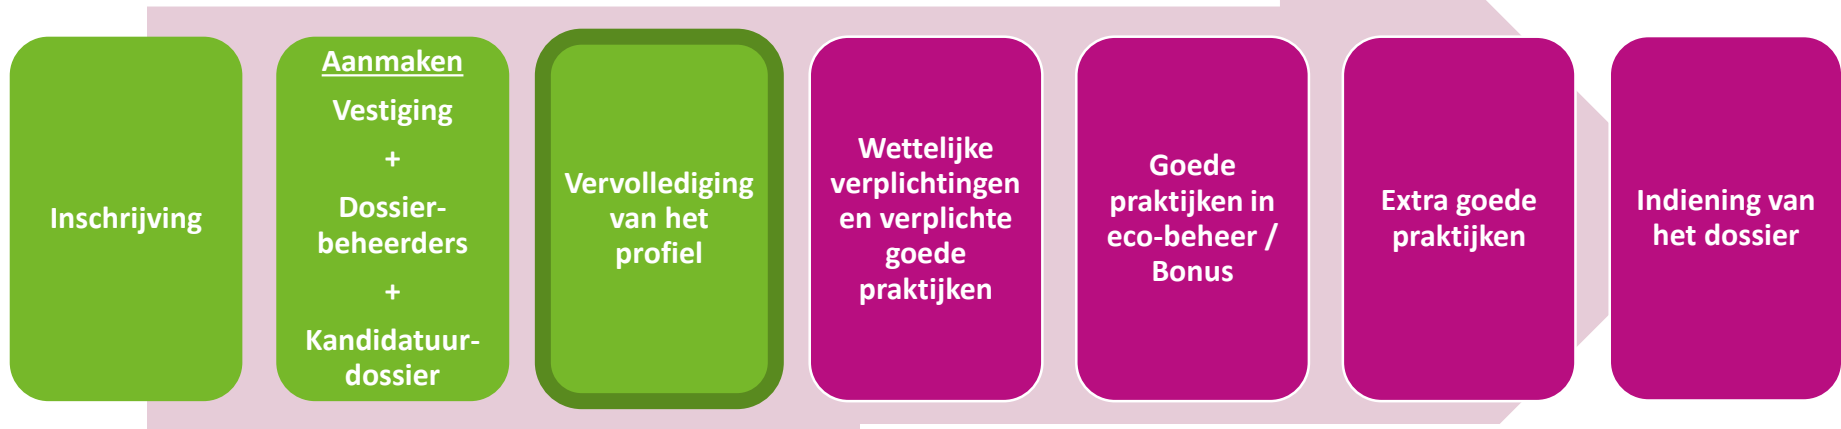 Inschrijving
Aanmaken
Vestiging
+
Dossier-
beheerders
+
Kandidatuur-
dossier
Vervollediging
van het
profiel
Wettelijke
verplichtingen
en verplichte
goede
praktijken
Goede
praktijken in
eco-beheer /
Bonus
Extra goede
praktijken
Indiening van
het dossier